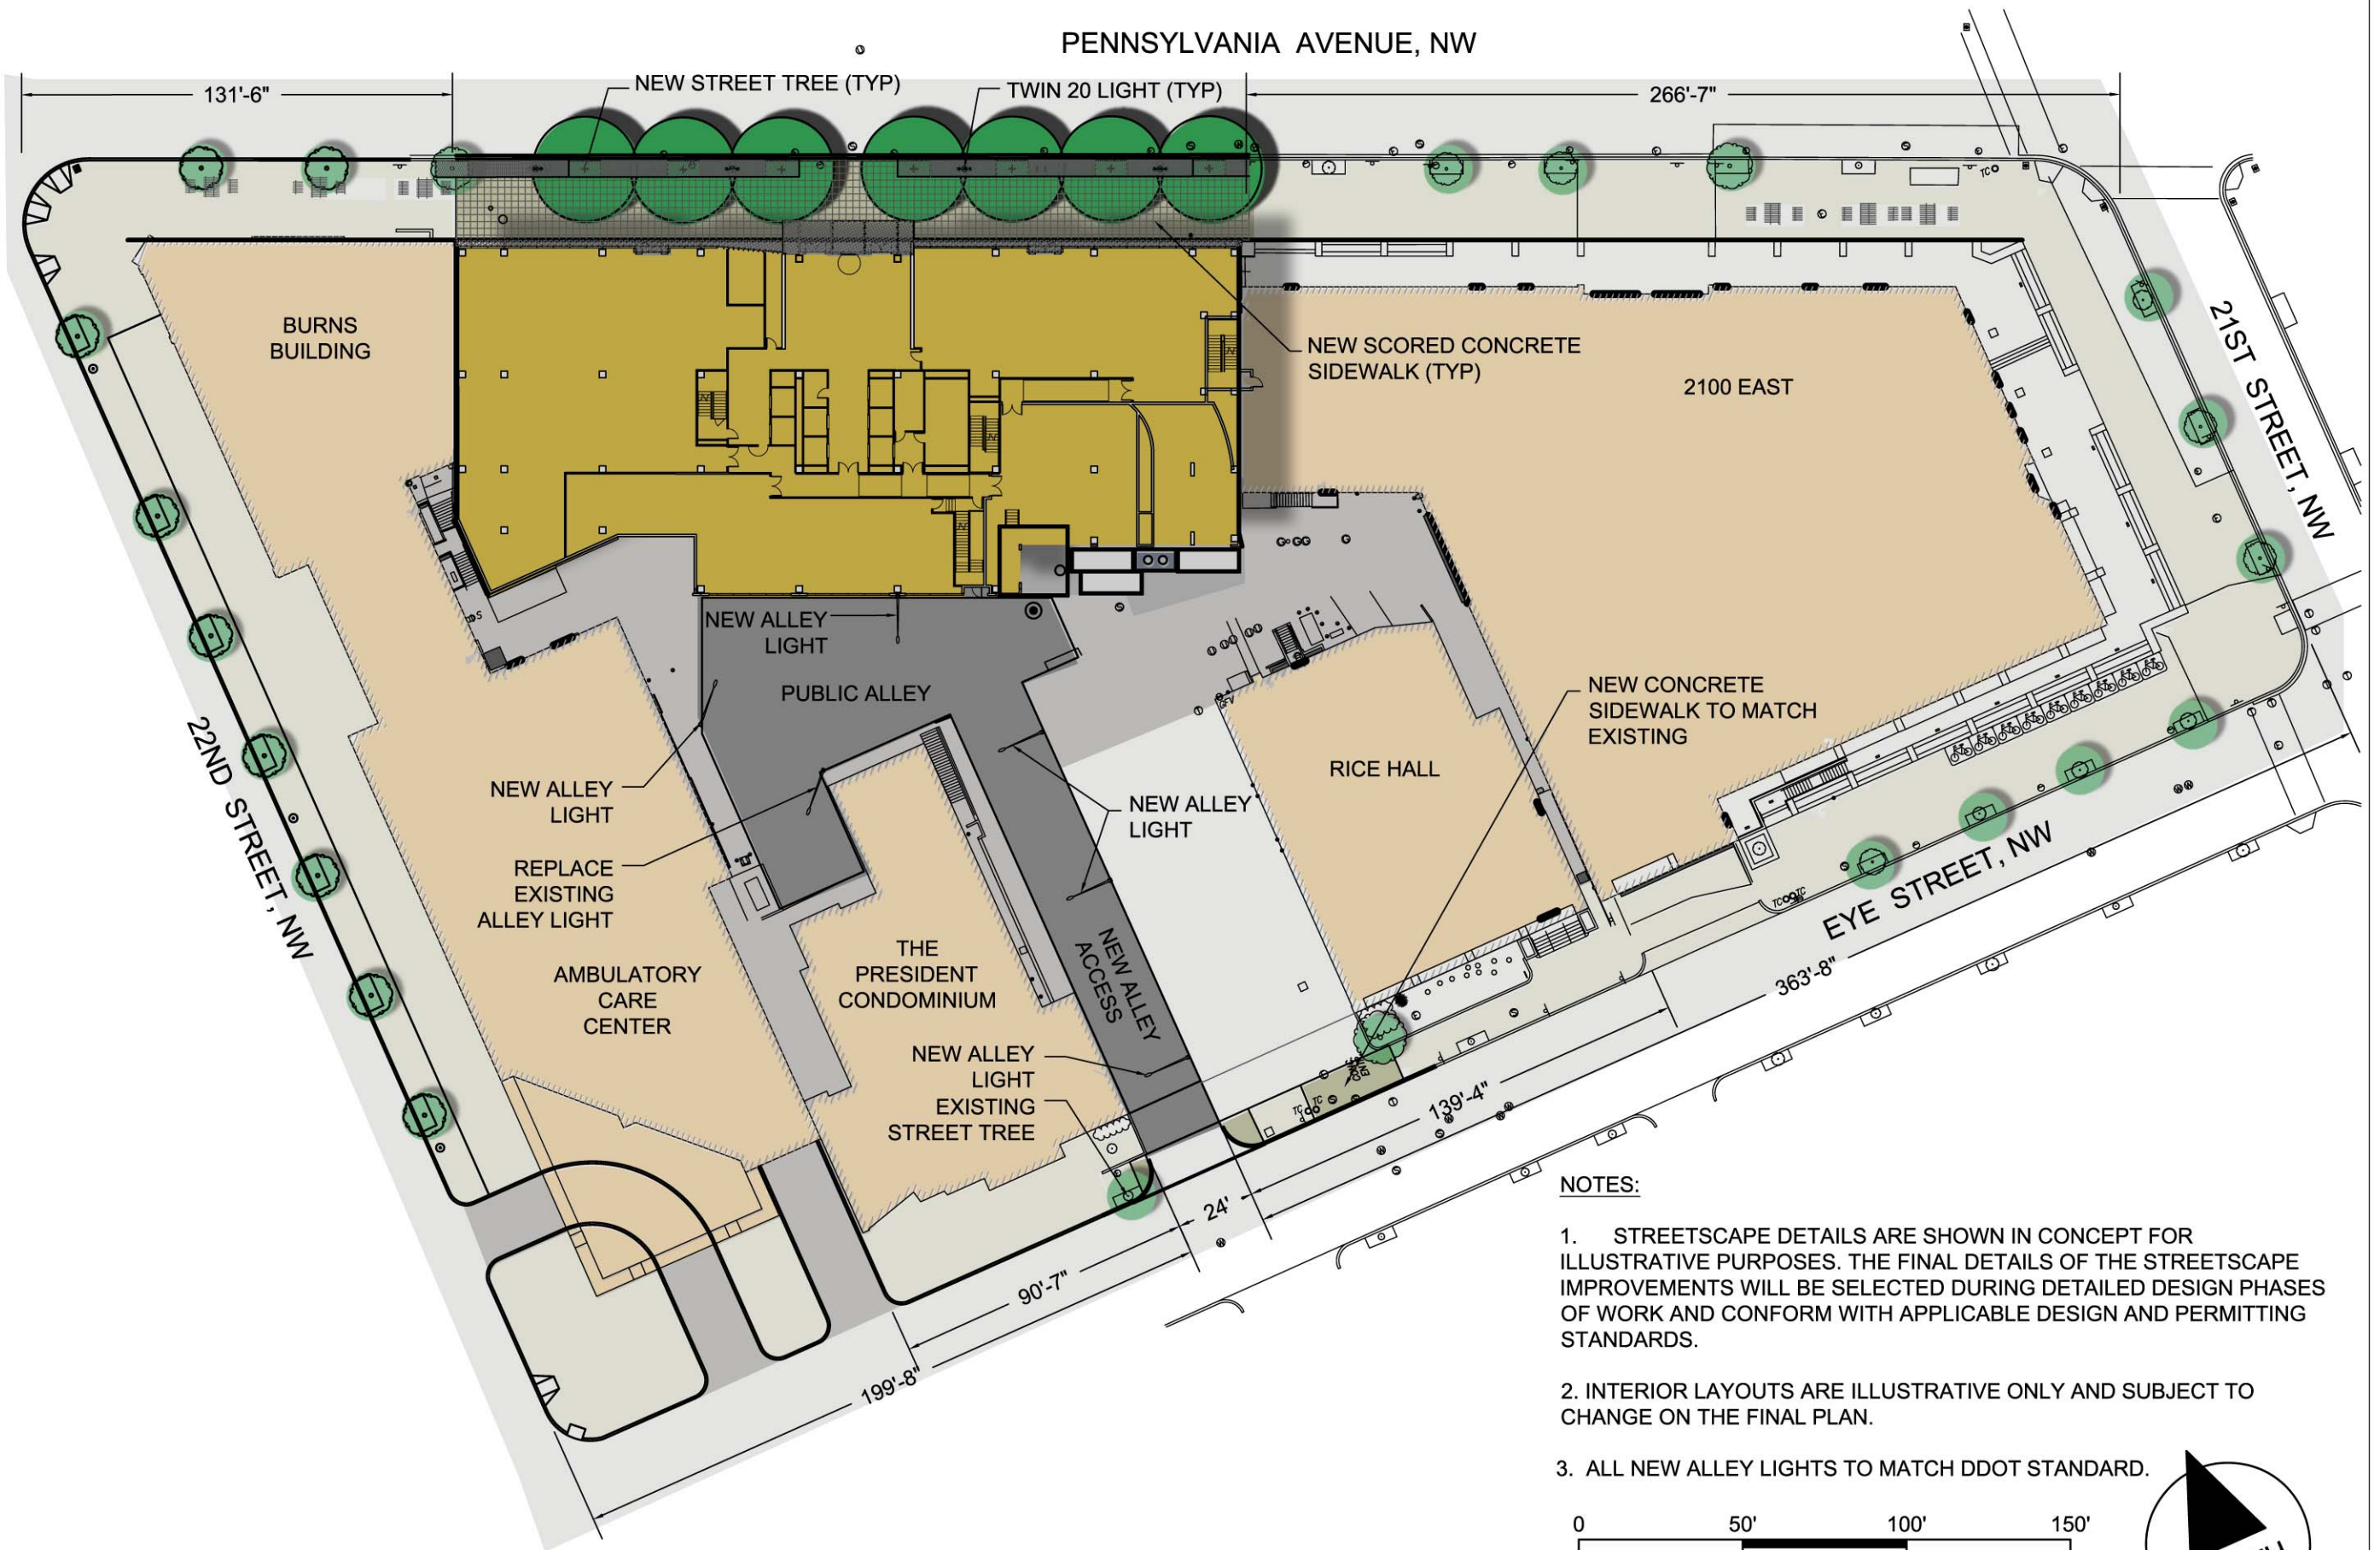 PENNSYLVANIA AVENUE, NW
131'-6"
NEW STREET TREE (TYP)
TWIN 20 LIGHT (TYP)
266'-7"
TC
BURNS
BUILDING
NEW SCORED CONCRETE
SIDEWALK (TYP)
2100 EAST
21ST STREET, NW
NEW ALLEY
LIGHT
PUBLIC ALLEY
22ND STREET, NW
NEW ALLEY
LIGHT
NEW ALLEY
LIGHT
REPLACE
EXISTING
ALLEY LIGHT
RICE HALL
NEW CONCRETE
SIDEWALK TO MATCH
EXISTING
AMBULATORY
CARE
CENTER
THE
PRESIDENT
CONDOMINIUM
NEW ALLEY
ACCESS
EYE STREET, NW
TC
TC
363'-8"
NEW ALLEY
LIGHT
EXISTING
STREET TREE
TC
TC
139'-4"
24'
90'-7"
199'-8"
NOTES:
1. STREETSCAPE DETAILS ARE SHOWN IN CONCEPT FOR
ILLUSTRATIVE PURPOSES. THE FINAL DETAILS OF THE STREETSCAPE
IMPROVEMENTS WILL BE SELECTED DURING DETAILED DESIGN PHASES
OF WORK AND CONFORM WITH APPLICABLE DESIGN AND PERMITTING
STANDARDS.
2. INTERIOR LAYOUTS ARE ILLUSTRATIVE ONLY AND SUBJECT TO
CHANGE ON THE FINAL PLAN.
3. ALL NEW ALLEY LIGHTS TO MATCH DDOT STANDARD.
0 50' 100' 150'